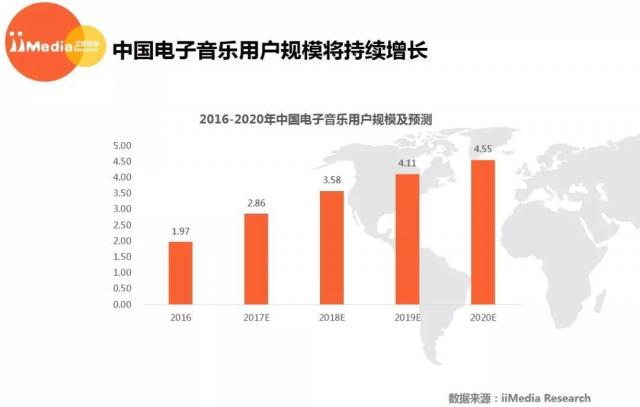 iiMedia
艾媒咨询
Research
中国电子音乐用户规模将持续增长
2016-2020年中国电子音乐用户规模及预测
5.00
4.50
4.00
3.50
3.00
2.50
2.00
1.50
1.00
0.50
0.00
1.97
2.86
3.58
4.11
4.55
2016
2017E
2018E
2019E
2020E
数据来源：iiMedia Research